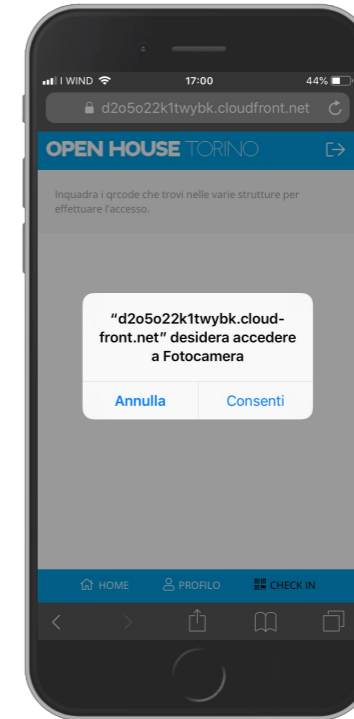 I WIND 17:00 44%
d2o5o22k1twybk.cloudfront.net
OPEN HOUSE TORINO
Inquadra i qrcode che trovi nelle varie strutture per
effettuare l'accesso.
“d2o5o22k1twybk.cloud-
front.net” desidera accedere
a Fotocamera
Annulla Consenti
HOME PROFILO CHECK IN